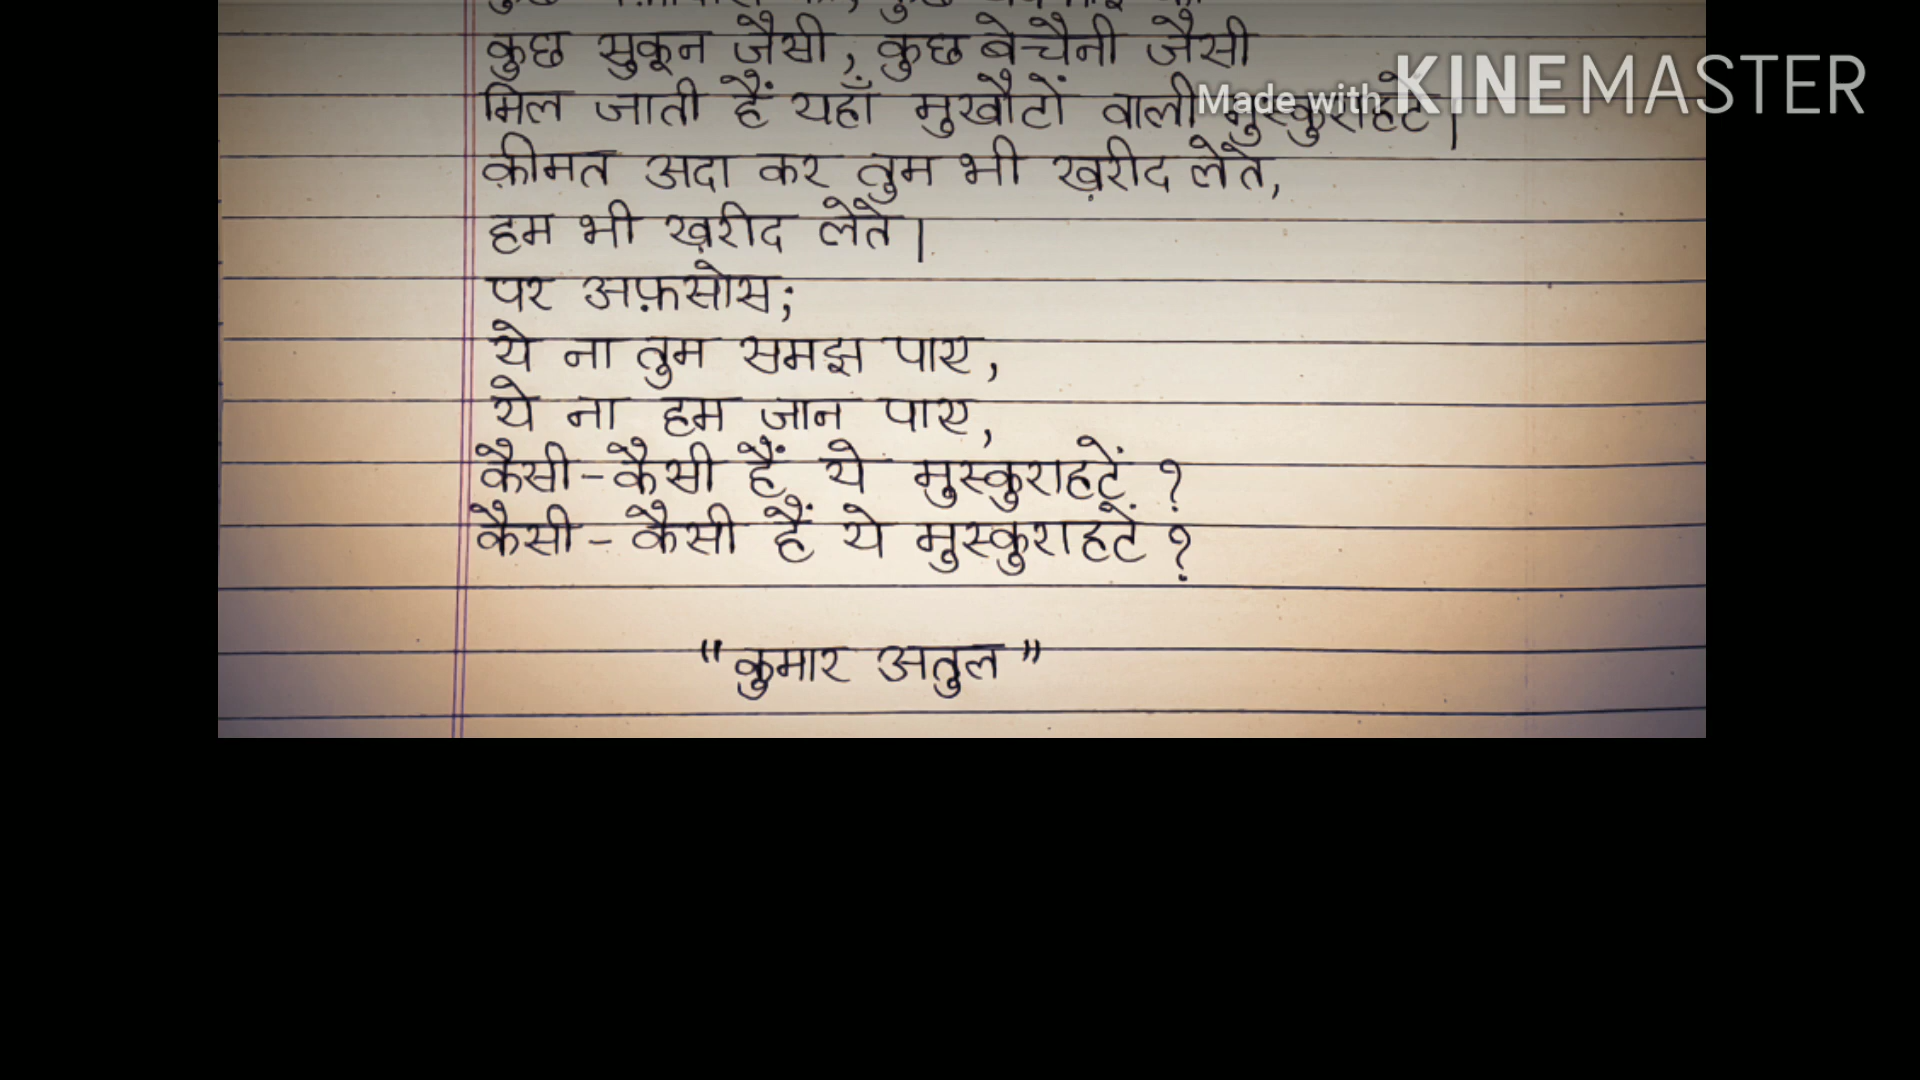 कुछ सुकून जैसी, कुछ बेचैनी जैसी
मिल जाती हैं यहाँ मुखौटों वाली मुस्कुराहटें।
Made with KINEMASTER
क़ीमत अदा कर तुम भी ख़रीद लेते,
हम भी ख़रीद लेते।
पर अफ़सोस;
ये ना तुम समझ पाए,
ये ना हम जान पाए,
कैसी-कैसी हैं ये मुस्कुराहटें ?
कैसी-कैसी हैं ये मुस्कुराहटें ?
"कुमार अतुल"